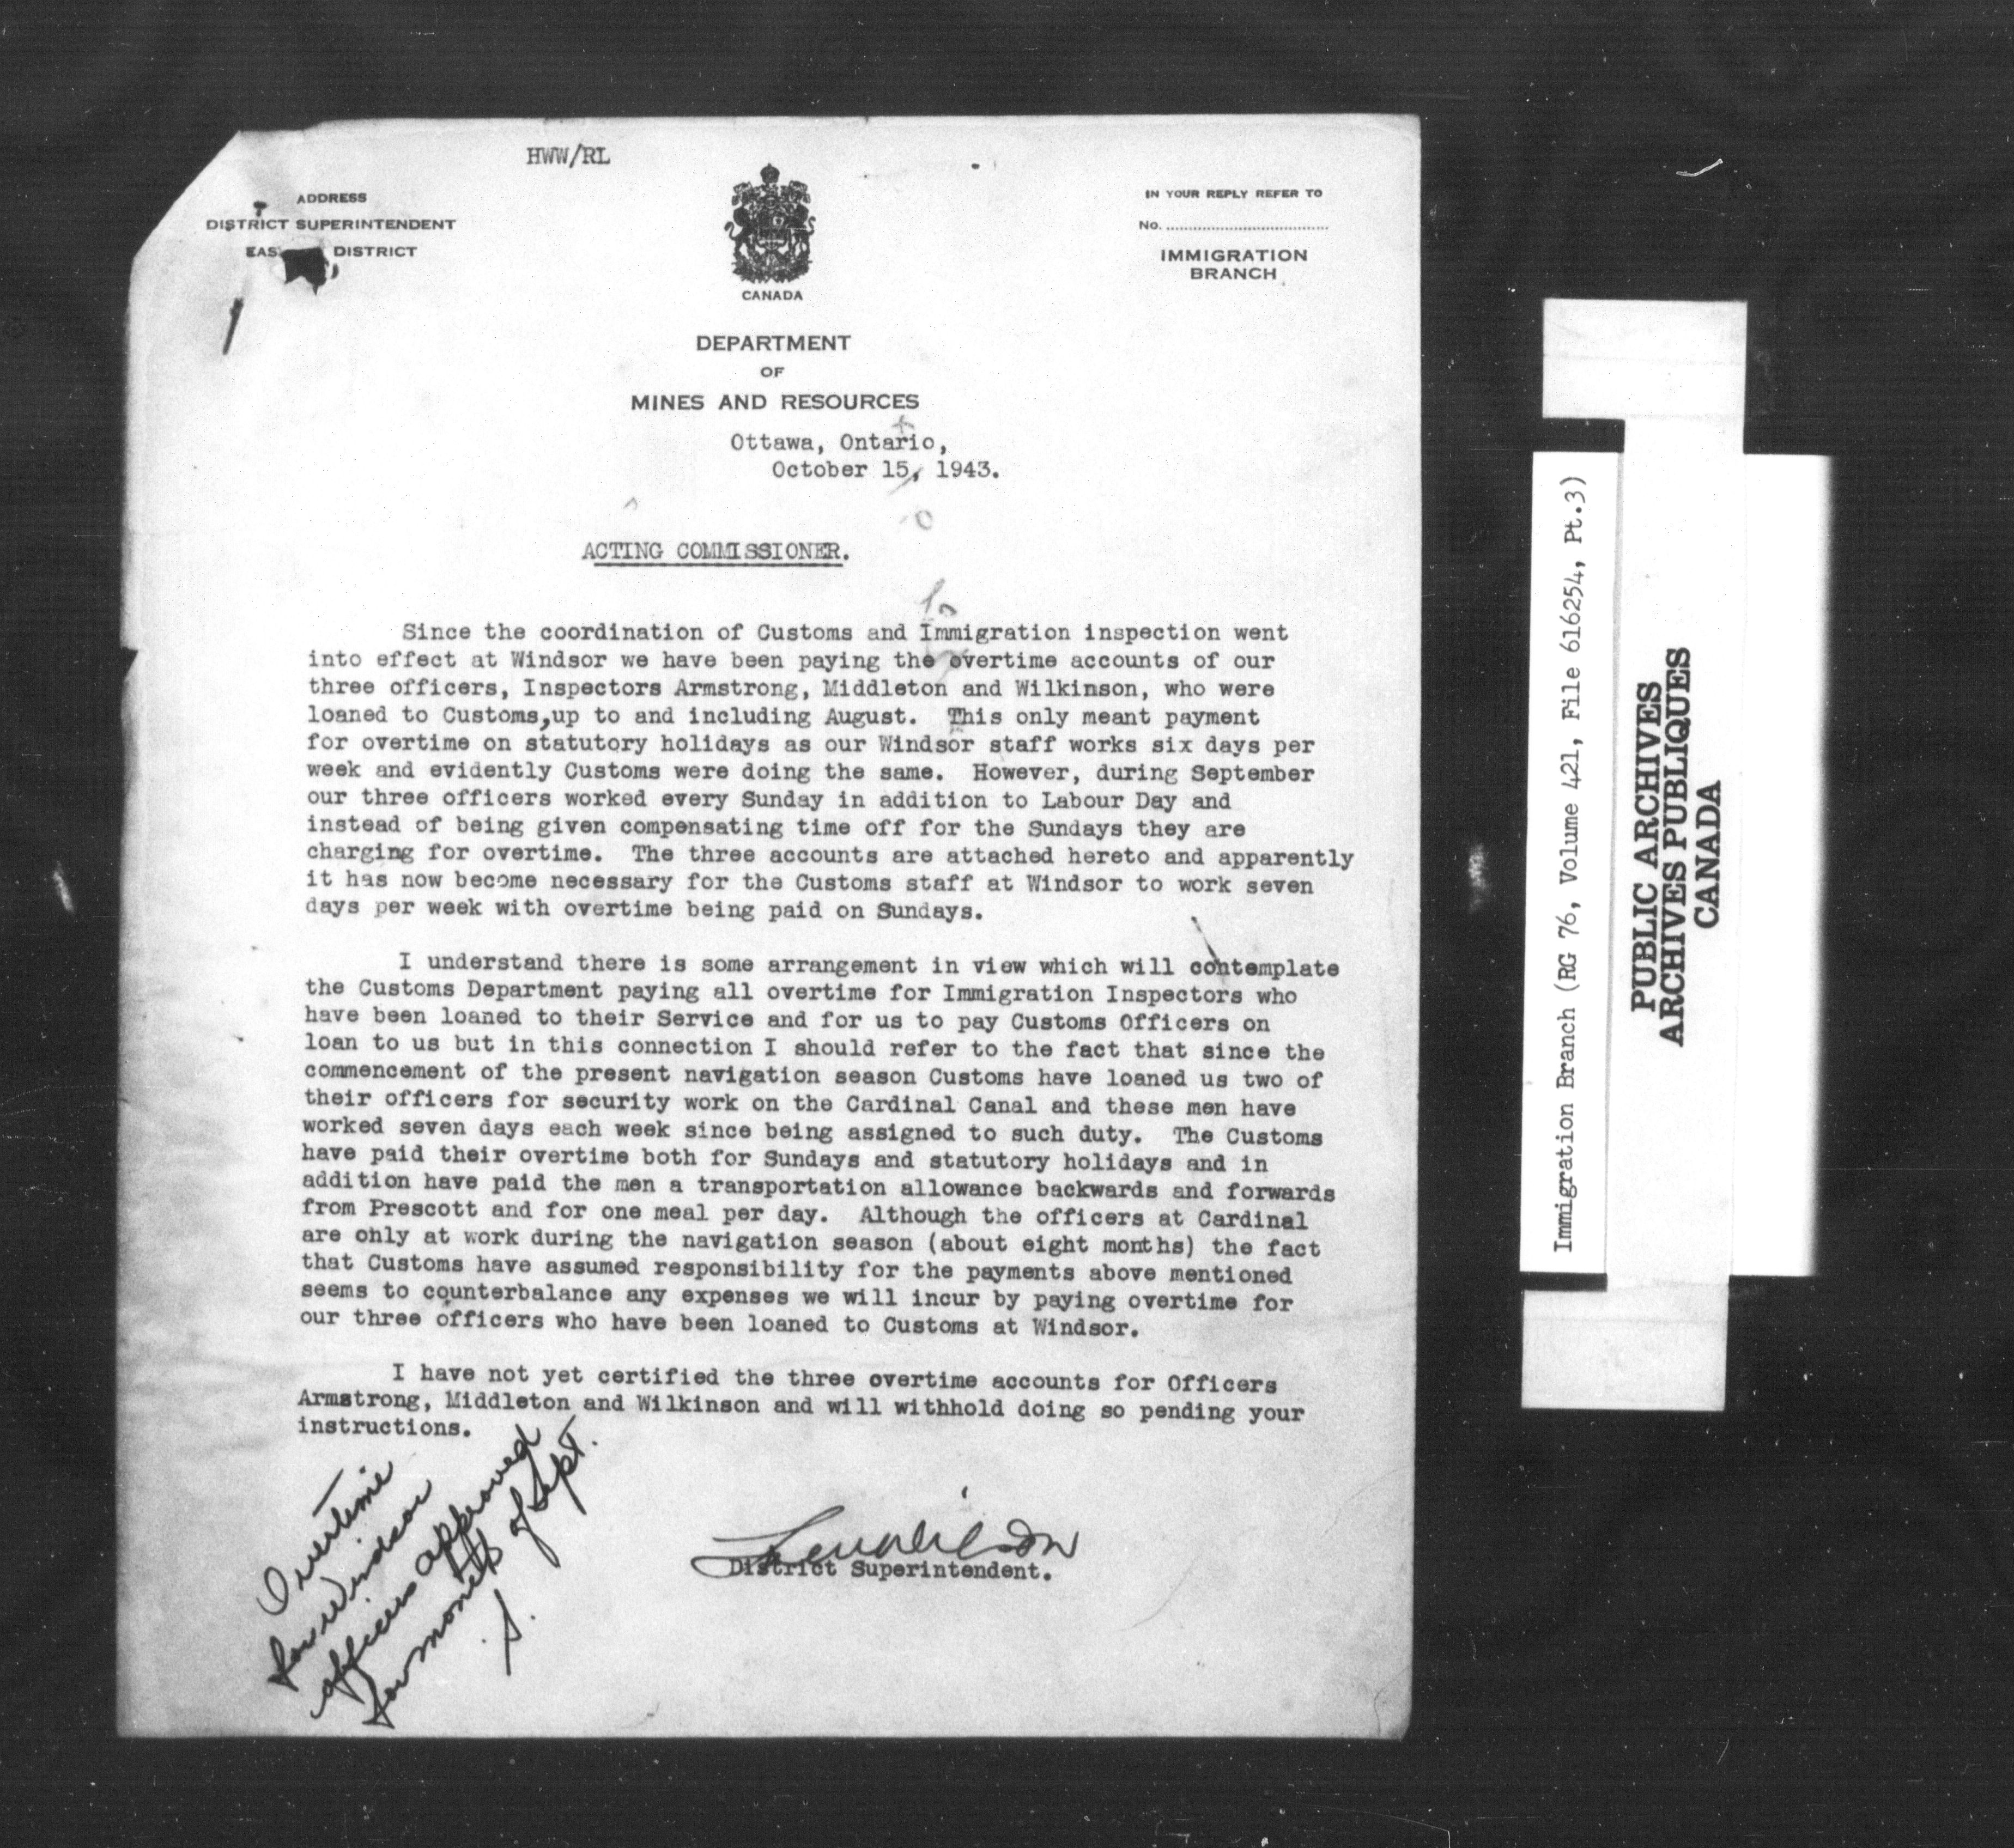 HWW/RL
ADDRESS
DISTRICT SUPERINTENDENT
EAS DISTRICT
CANADA
IN YOUR REPLY REFER TO
No.
IMMIGRATION
BRANCH
DEPARTMENT
OF
MINES AND RESOURCES
Ottawa, Ontario,
October 15, 1943.
ACTING COMMISSIONER.
Since the coordination of Customs and Immigration inspection went
into effect at Windsor we have been paying the overtime accounts of our
three officers, Inspectors Armstrong, Middleton and Wilkinson, who were
loaned to Customs,up to and including August. This only meant payment
for overtime on statutory holidays as our Windsor staff works six days per
week and evidently Customs were doing the same. However, during September
our three officers worked every Sunday in addition to Labour Day and
instead of being given compensating time off for the Sundays they are
charging for overtime. The three accounts are attached hereto and apparently
it has now become necessary for the Customs staff at Windsor to work seven
days per week with overtime being paid on Sundays.
I understand there is some arrangement in view which will contemplate
the Customs Department paying all overtime for Immigration Inspectors who
have been loaned to their Service and for us to pay Customs Officers on
loan to us but in this connection I should refer to the fact that since the
commencement of the present navigation season Customs have loaned us two of
their officers for security work on the Cardinal Canal and these men have
worked seven days each week since being assigned to such duty. The Customs
have paid their overtime both for Sundays and statutory holidays and in
addition have paid the men a transportation allowance backwards and forwards
from Prescott and for one meal per day. Although the officers at Cardinal
are only at work during the navigation season (about eight months) the fact
that Customs have assumed responsibility for the payments above mentioned
seems to counterbalance any expenses we will incur by paying overtime for
our three officers who have been loaned to Customs at Windsor.
I have not yet certified the three overtime accounts for Officers
Armstrong, Middleton and Wilkinson and will withhold doing so pending your
instructions.
District Superintendent.
Overtime
for Windsor
officers approved
for month of Sept.
S.
Immigration Branch (RG 76, Volume 421, File 616254, Pt.3)
PUBLIC ARCHIVES
ARCHIVES PUBLIQUES
CANADA